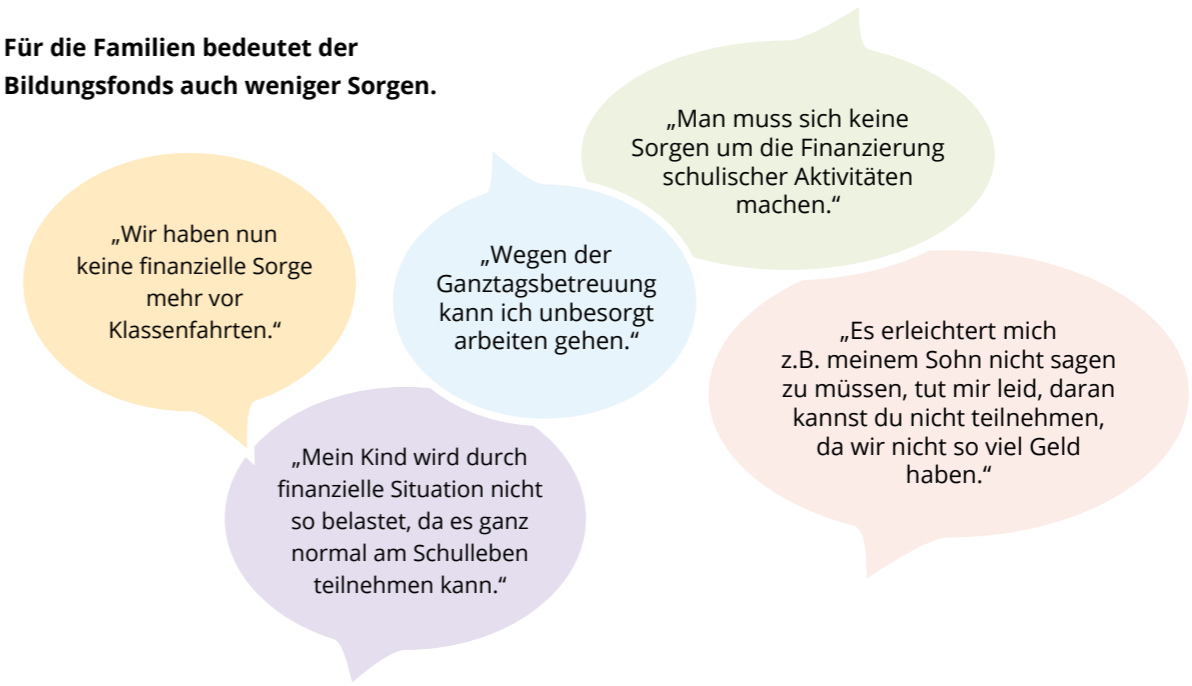 Für die Familien bedeutet der
Bildungsfonds auch weniger Sorgen.
„Man muss sich keine
Sorgen um die Finanzierung
schulischer Aktivitäten
machen.“
„Wir haben nun
keine finanzielle Sorge
mehr vor
Klassenfahrten.“
„Wegen der
Ganztagsbetreuung
kann ich unbesorgt
arbeiten gehen.“
„Es erleichtert mich
z.B. meinem Sohn nicht sagen
zu müssen, tut mir leid, daran
kannst du nicht teilnehmen,
da wir nicht so viel Geld
haben.“
„Mein Kind wird durch
finanzielle Situation nicht
so belastet, da es ganz
normal am Schulleben
teilnehmen kann.“